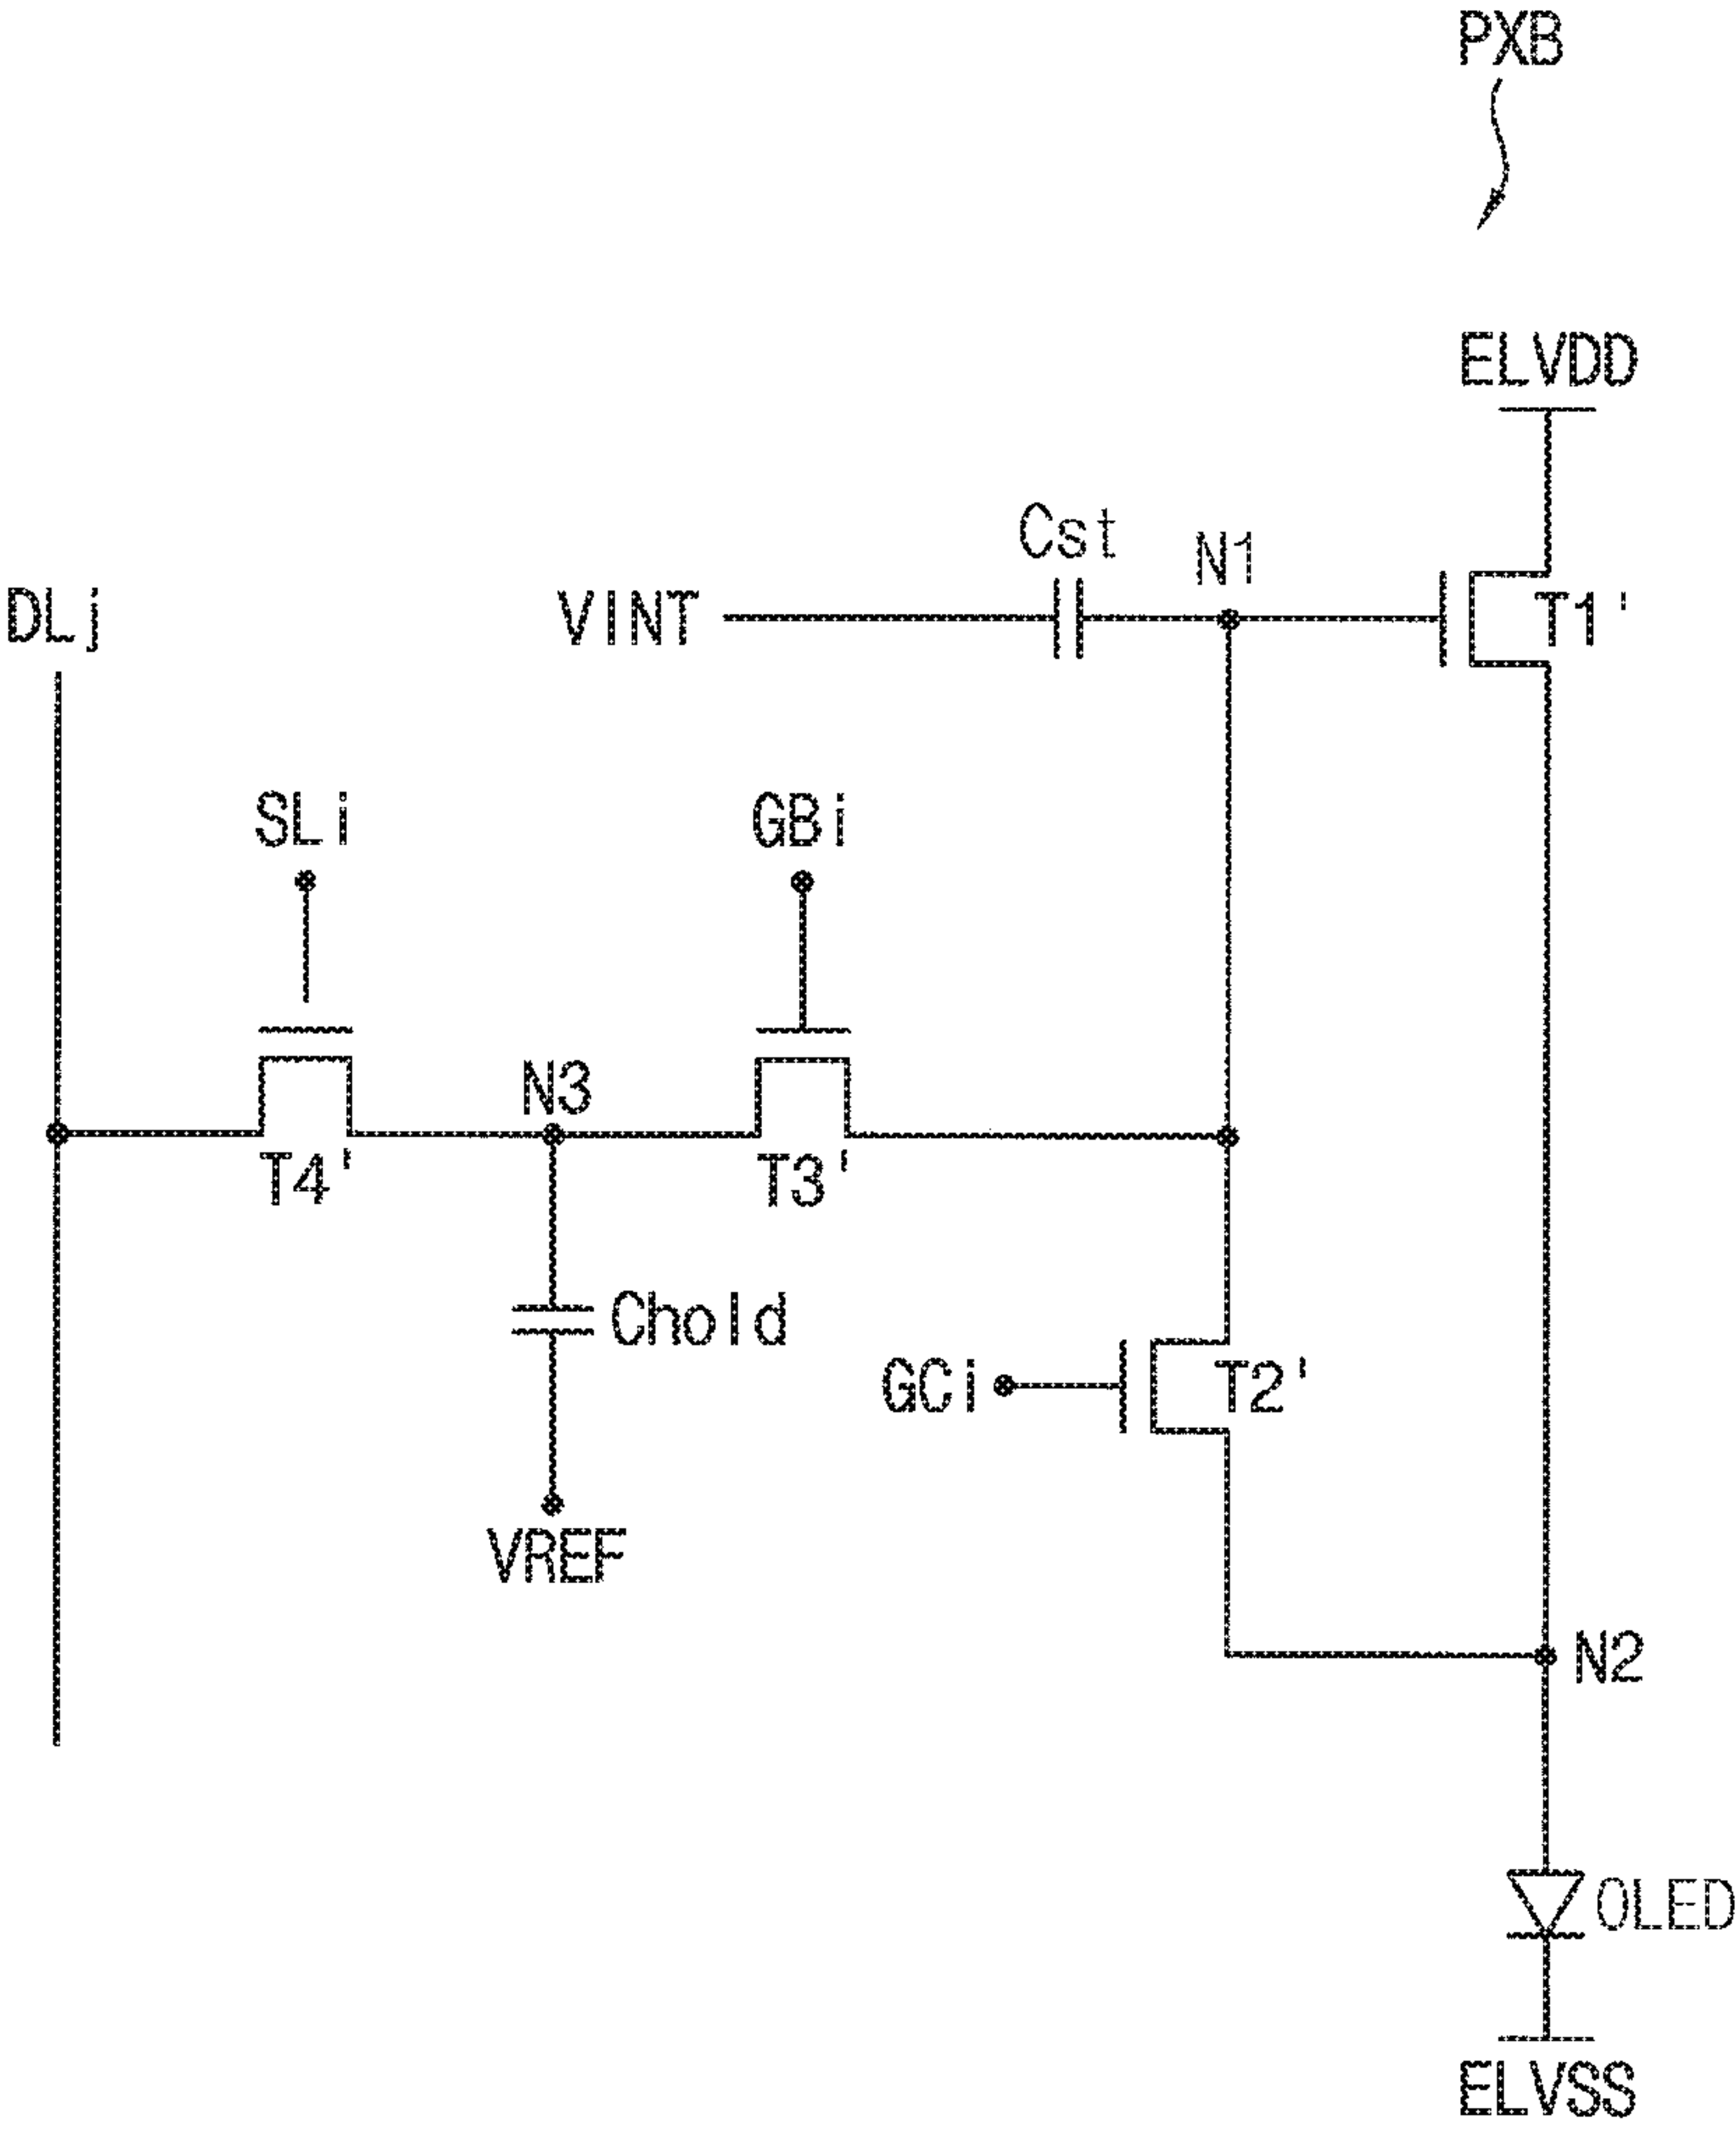 PXB
ELVDD
Cst
N1
DLj
VINT
T1'
SLi
GBi
N3
T4'
T3'
Chold
GCi
T2'
VREF
N2
OLED
ELVSS